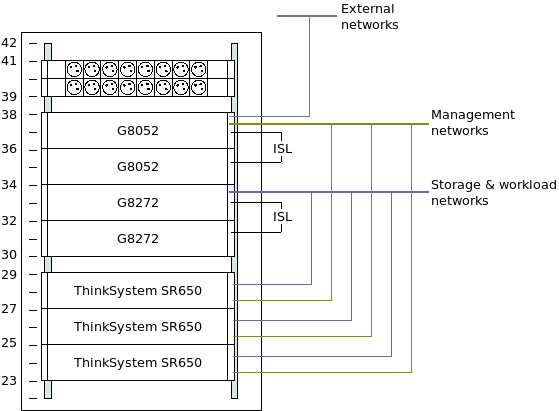 External
networks
42
41
39
38
Management
networks
G8052
36
ISL
G8052
34
Storage & workload
networks
G8272
32
ISL
G8272
30
29
ThinkSystem SR650
27
ThinkSystem SR650
25
ThinkSystem SR650
23